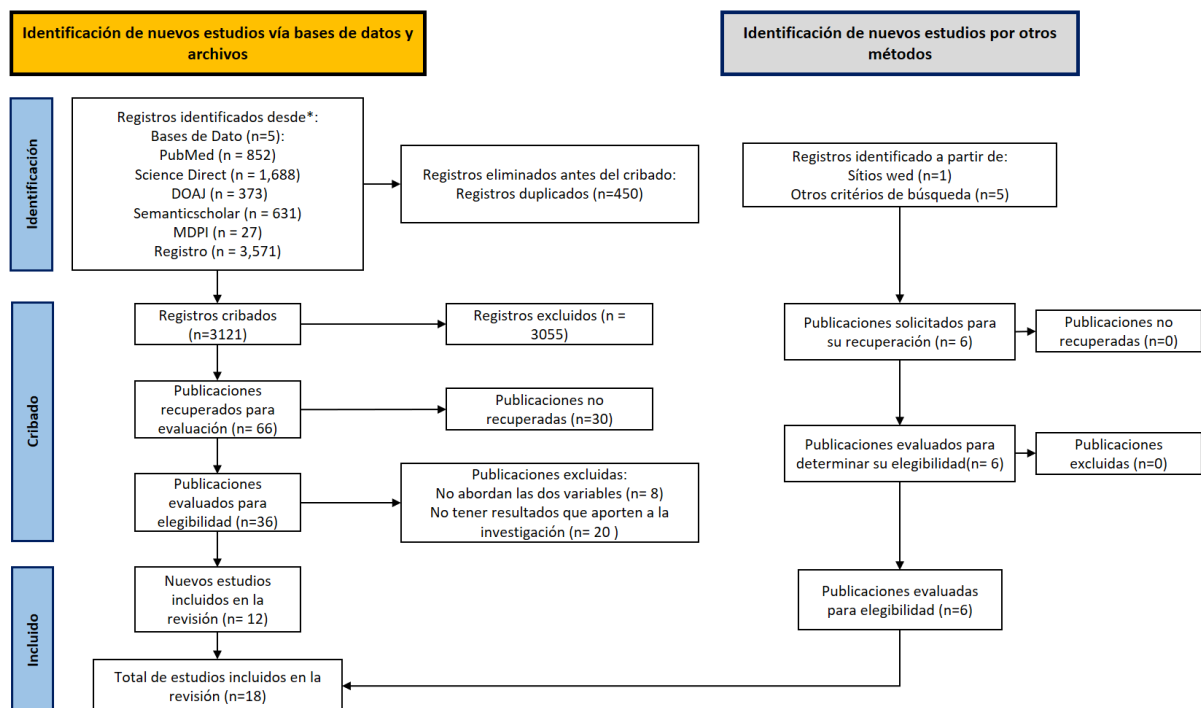 Identificación de nuevos estudios vía bases de datos y
archivos
Identificación de nuevos estudios por otros
métodos
Identificación
Registros identificados desde*:
Bases de Dato (n=5):
PubMed (n = 852)
Science Direct (n = 1,688)
DOAJ (n = 373)
Semanticscholar (n = 631)
MDPI (n = 27)
Registro (n = 3,571)
Registros eliminados antes del cribado:
Registros duplicados (n=450)
Registros identificado a partir de:
Sítios wed (n=1)
Otros critérios de búsqueda (n=5)
Cribado
Registros cribados
(n=3121)
Registros excluidos (n =
3055)
Publicaciones solicitados para
su recuperación (n= 6)
Publicaciones no
recuperadas (n=0)
Publicaciones
recuperados para
evaluación (n= 66)
Publicaciones no
recuperadas (n=30)
Publicaciones evaluados para
determinar su elegibilidad(n= 6)
Publicaciones
excluidas (n=0)
Publicaciones
evaluados para
elegibilidad (n=36)
Publicaciones excluidas:
No abordan las dos variables (n= 8)
No tener resultados que aporten a la
investigación (n= 20 )
Incluido
Nuevos estudios
incluidos en la
revisión (n= 12)
Publicaciones evaluadas
para elegibilidad (n=6)
Total de estudios incluidos en la
revisión (n=18)